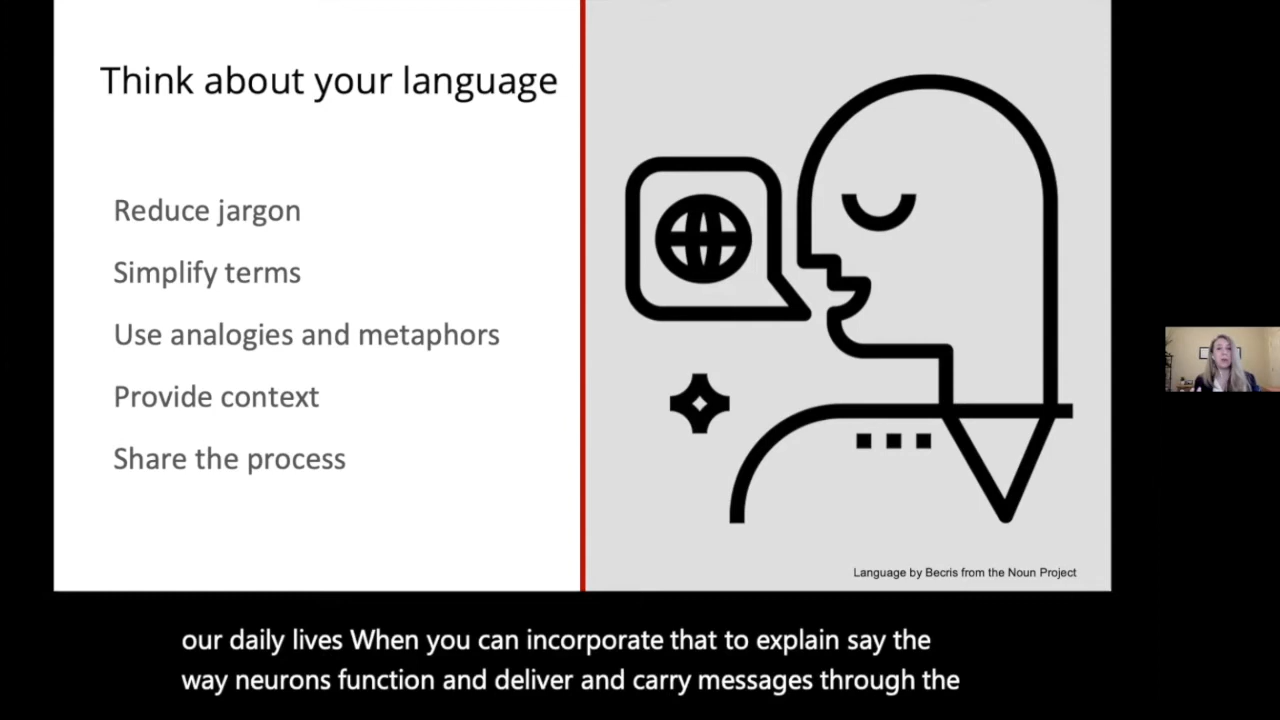 Think about your language
Reduce jargon
Simplify terms
Use analogies and metaphors
Provide context
Share the process
Language by Becris from the Noun Project
our daily lives When you can incorporate that to explain say the
way neurons function and deliver and carry messages through the